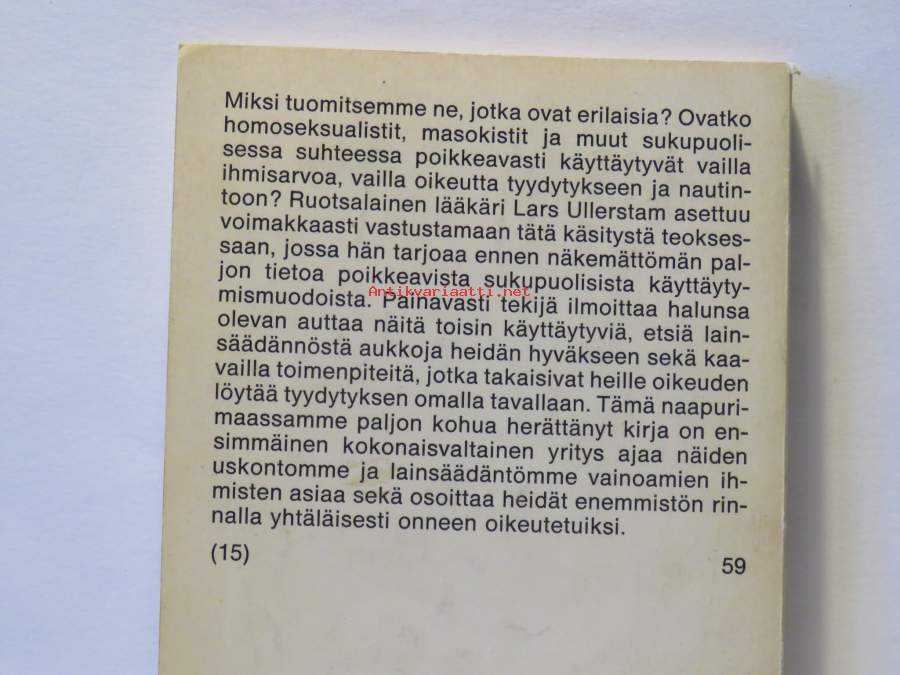 Miksi tuomitsemme ne, jotka ovat erilaisia? Ovatko
homoseksualistit, masokistit ja muut sukupuoli-
sessa suhteessa poikkeavasti käyttäytyvät vailla
ihmisarvoa, vailla oikeutta tyydytykseen ja nautin-
toon? Ruotsalainen lääkäri Lars Ullerstam asettuu
voimakkaasti vastustamaan tätä käsitystä teokses-
saan, jossa hän tarjoaa ennen näkemättömän pal-
jon tietoa poikkeavista sukupuolisista käyttäyty-
Antikvariaatti.net
mismuodoista. Painavasti tekijä ilmoittaa halunsa
olevan auttaa näitä toisin käyttäytyviä, etsiä lain-
säädännöstä aukkoja heidän hyväkseen sekä kaa-
vailla toimenpiteitä, jotka takaisivat heille oikeuden
löytää tyydytyksen omalla tavallaan. Tämä naapuri-
maassamme paljon kohua herättänyt kirja on en-
simmäinen kokonaisvaltainen yritys ajaa näiden
uskontomme ja lainsäädäntömme vainoamien ih-
misten asiaa sekä osoittaa heidät enemmistön rin-
nalla yhtäläisesti onneen oikeutetuiksi.
(15)
59